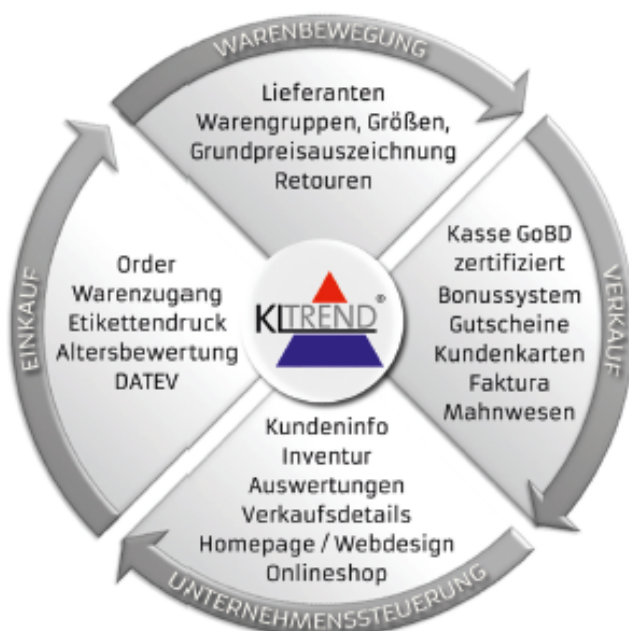 WARENBEWEGUNG
Lieferanten
Warengruppen, Größen,
Grundpreisauszeichnung
Retouren
VERKAUF
Kasse GoBD
zertifiziert
Bonussystem
Gutscheine
Kundenkarten
Faktura
Mahnwesen
EINKAUF
Order
Warenzugang
Etikettendruck
Altersbewertung
DATEV
KLTREND®
Kundeninfo
Inventur
Auswertungen
Verkaufsdetails
Homepage / Webdesign
Onlineshop
UNTERNEHMENSSTEUERUNG